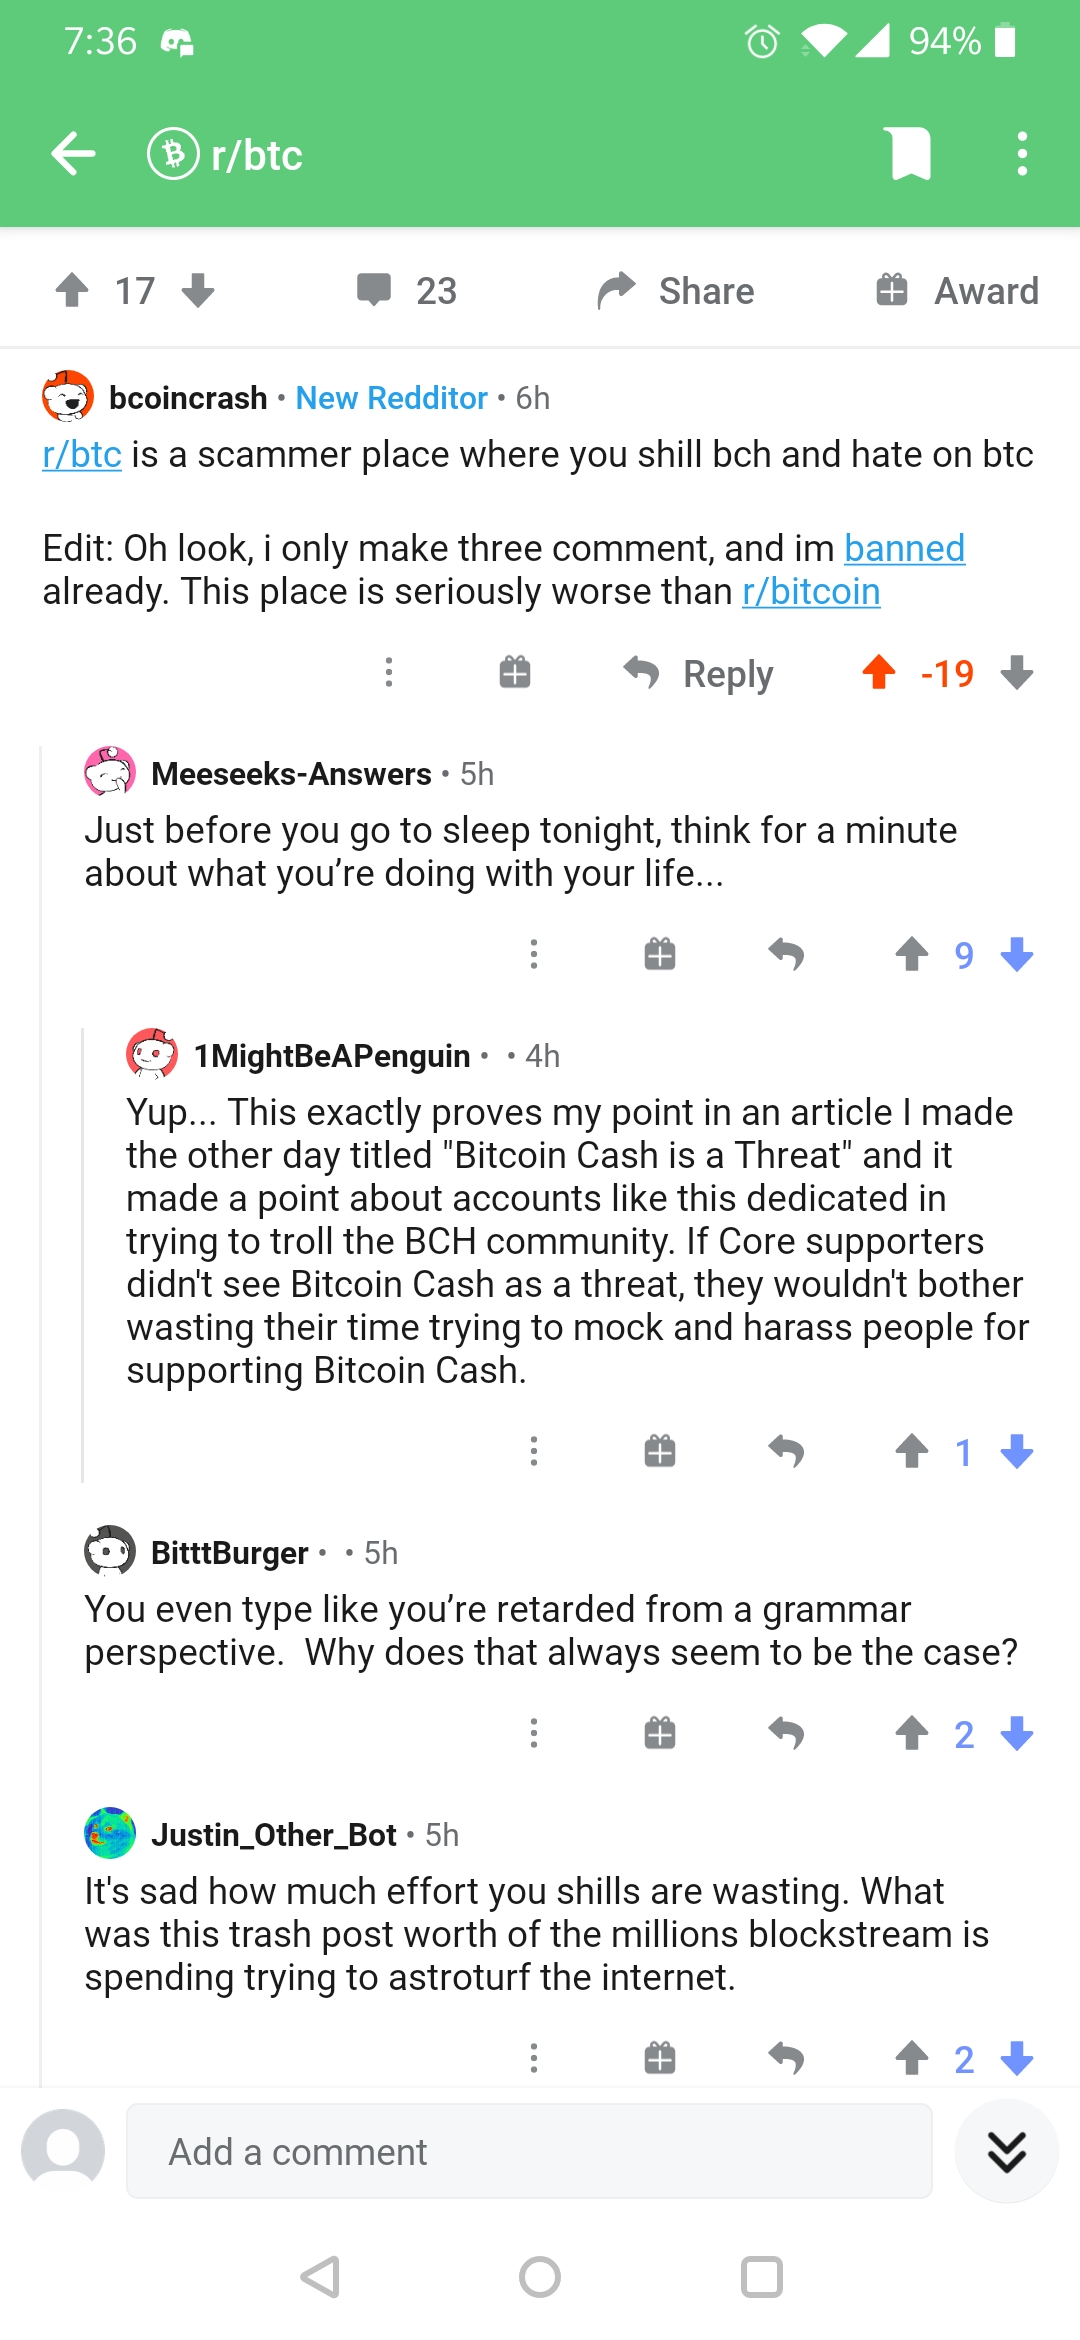 7:36
94%
r/btc
17
23
Share
Award
bcoincrash • New Redditor • 6h
r/btc is a scammer place where you shill bch and hate on btc
Edit: Oh look, i only make three comment, and im banned
already. This place is seriously worse than r/bitcoin
Reply
-19
Meeseeks-Answers • 5h
Just before you go to sleep tonight, think for a minute
about what you’re doing with your life...
9
1MightBeAPenguin • • 4h
Yup... This exactly proves my point in an article I made
the other day titled "Bitcoin Cash is a Threat" and it
made a point about accounts like this dedicated in
trying to troll the BCH community. If Core supporters
didn't see Bitcoin Cash as a threat, they wouldn't bother
wasting their time trying to mock and harass people for
supporting Bitcoin Cash.
1
BitttBurger • • 5h
You even type like you’re retarded from a grammar
perspective.  Why does that always seem to be the case?
2
Justin_Other_Bot • 5h
It's sad how much effort you shills are wasting. What
was this trash post worth of the millions blockstream is
spending trying to astroturf the internet.
2
Add a comment